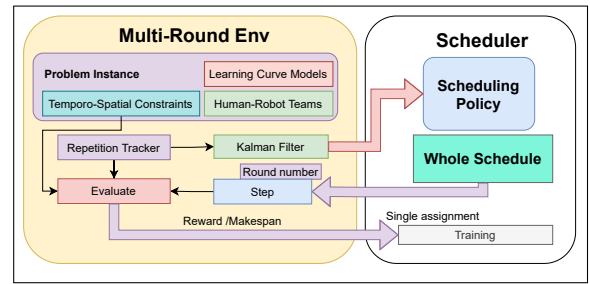 Multi-Round Env
Scheduler
Problem Instance
Learning Curve Models
Temporo-Spatial Constraints
Human-Robot Teams
Scheduling
Policy
Repetition Tracker
Kalman Filter
Whole Schedule
Round number
Evaluate
Step
Reward /Makespan
Single assignment
Training